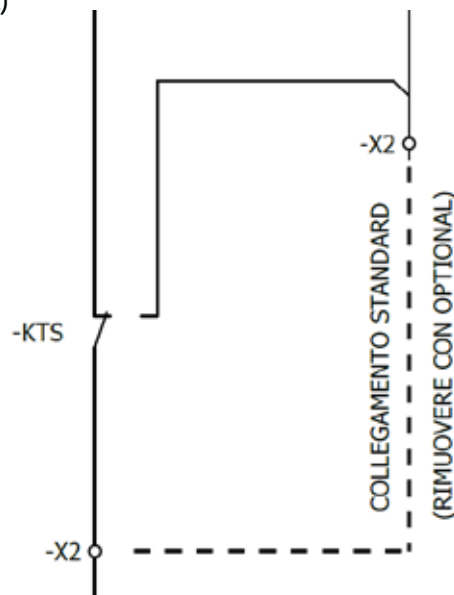 )
-X2
COLLEGAMENTO STANDARD
(RIMUOVERE CON OPTIONAL)
-KTS
-X2